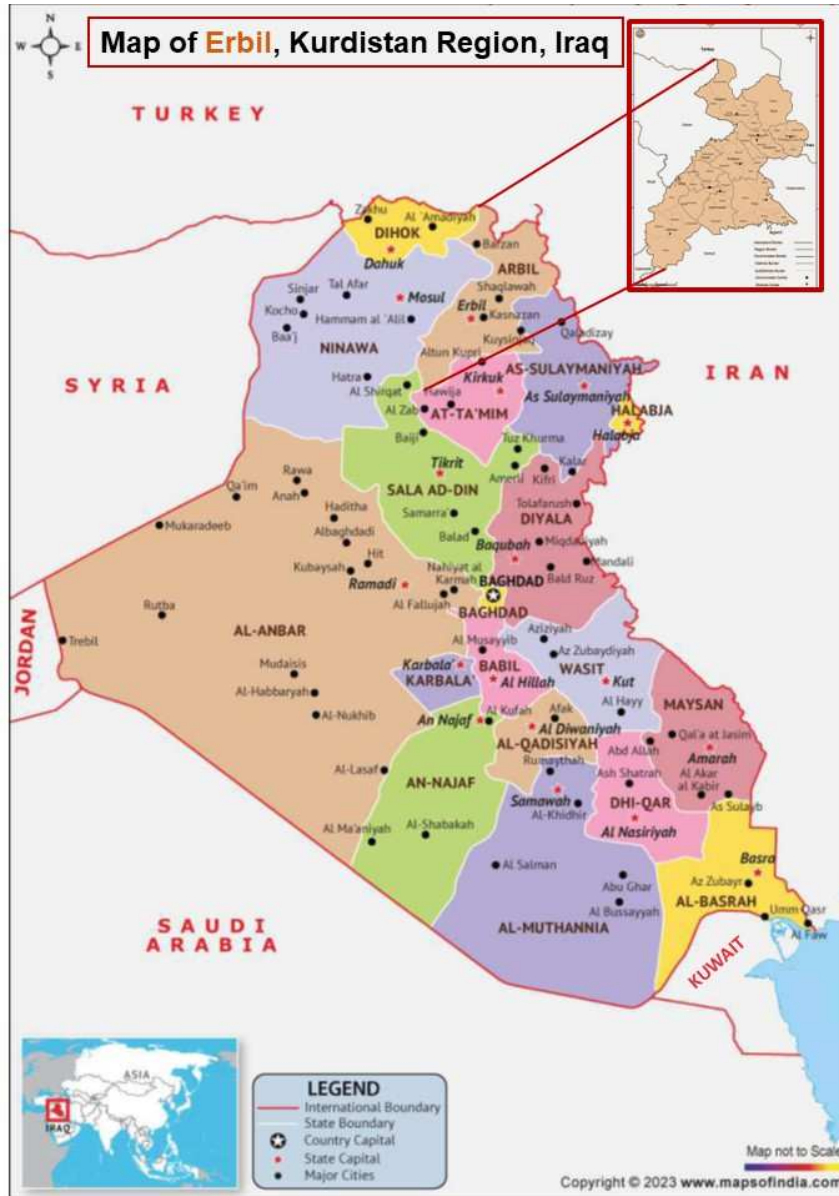 N
W E
S
Map of Erbil, Kurdistan Region, Iraq
TURKEY
Zakhu
Al `Amadiyah
DIHOK
Dahuk
Barzan
ARBIL
Shaqlawah
Erbil
Kasnazan
Kuysinjaq
Altun Kupri
Sinjar
Tal Afar
Mosul
Kocho
Hammam al `Alil
Baa'j
NINAWA
Hatra
Qaladizay
AS-SULAYMANIYAH
As Sulaymaniyah
HALABJA
Halabja
IRAN
SYRIA
Kirkuk
Hawija
AT-TA'MIM
Al Shirqat
Al Zab
Baiji
Tuz Khurma
Tikrit
Amerli
Kifri
Kalar
SALA AD-DIN
Samarra'
Balad
Tolafarush
DIYALA
Miqdadiyah
Baqubah
Mandali
Bald Ruz
Rawa
Qa'im
Anah
Haditha
Mukaradeeb
Albaghdadi
Hit
Kubaysah
Nahiyat al
Karmah
Ramadi
Al Fallujah
BAGHDAD
BAGHDAD
JORDAN
Rutba
Trebil
AL-ANBAR
Mudaisis
Al-Habbaryah
Al-Nukhib
Al-Lasaf
Al Musayyib
Aziziyah
Az Zubaydiyah
WASIT
Kut
Al Hayy
Karbala'
KARBALA'
BABIL
Al Hillah
An Najaf
Al Kufah
Afak
Al Diwaniyah
AL-QADISIYAH
Rumaythah
MAYSAN
Qal'a at Jasim
Amarah
Abd Allah
Al Akar
al Kabir
As Sulayb
AN-NAJAF
Al Ma'aniyah
Al-Shabakah
Samawah
Al-Khidhir
Ash Shatrah
DHI-QAR
Al Nasiriyah
Al Salman
Abu Ghar
Al Bussayyah
AL-MUTHANNIA
Basra
Az Zubayr
AL-BASRAH
Umm Qasr
Al Faw
SAUDI
ARABIA
KUWAIT
ASIA
IRAQ
LEGEND
International Boundary
State Boundary
Country Capital
State Capital
Major Cities
Map not to Scale
Copyright © 2023 www.mapsofindia.com